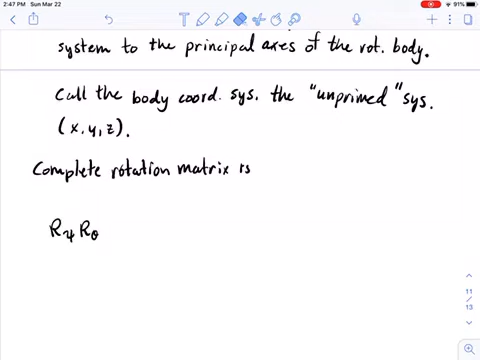 2:47 PM Sun Mar 22
91%
system to the principal axes of the rot. body.
Call the body coord. sys. the "unprimed" sys.
(x, y, z).
Complete rotation matrix is
R_ψ R_θ
11
/
13